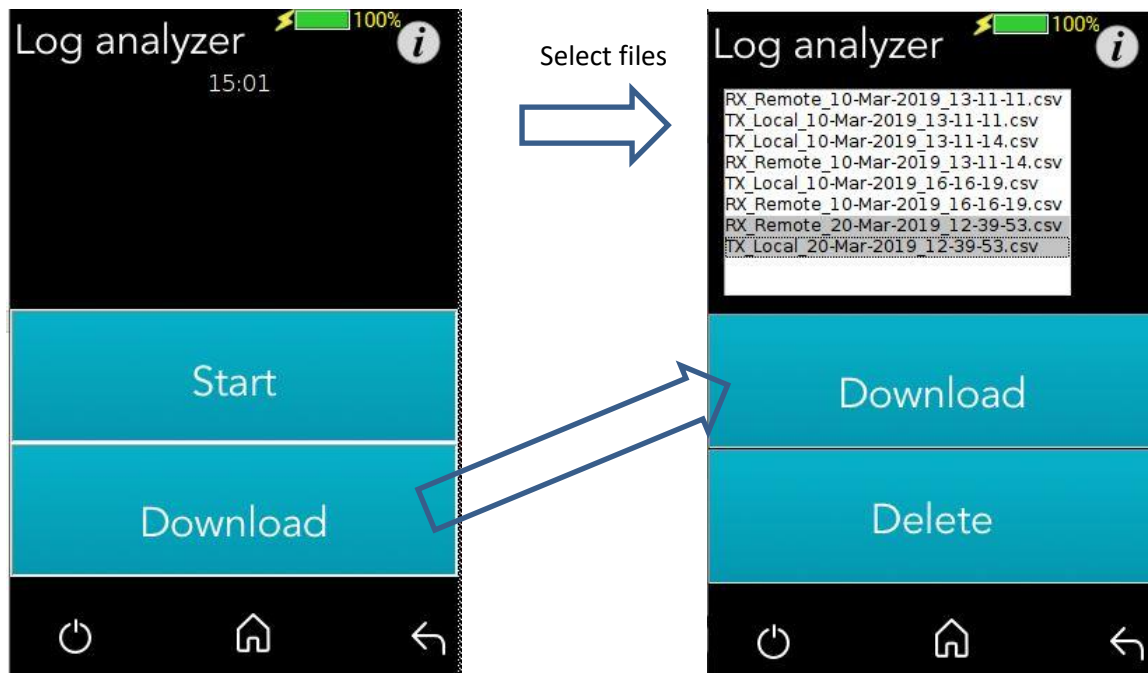 Log analyzer
100%
i
15:01
Start
Download
Select files
Log analyzer
100%
i
RX_Remote_10-Mar-2019_13-11-11.csv
TX_Local_10-Mar-2019_13-11-11.csv
TX_Local_10-Mar-2019_13-11-14.csv
RX_Remote_10-Mar-2019_13-11-14.csv
TX_Local_10-Mar-2019_16-16-19.csv
RX_Remote_10-Mar-2019_16-16-19.csv
RX_Remote_20-Mar-2019_12-39-53.csv
TX_Local_20-Mar-2019_12-39-53.csv
Download
Delete